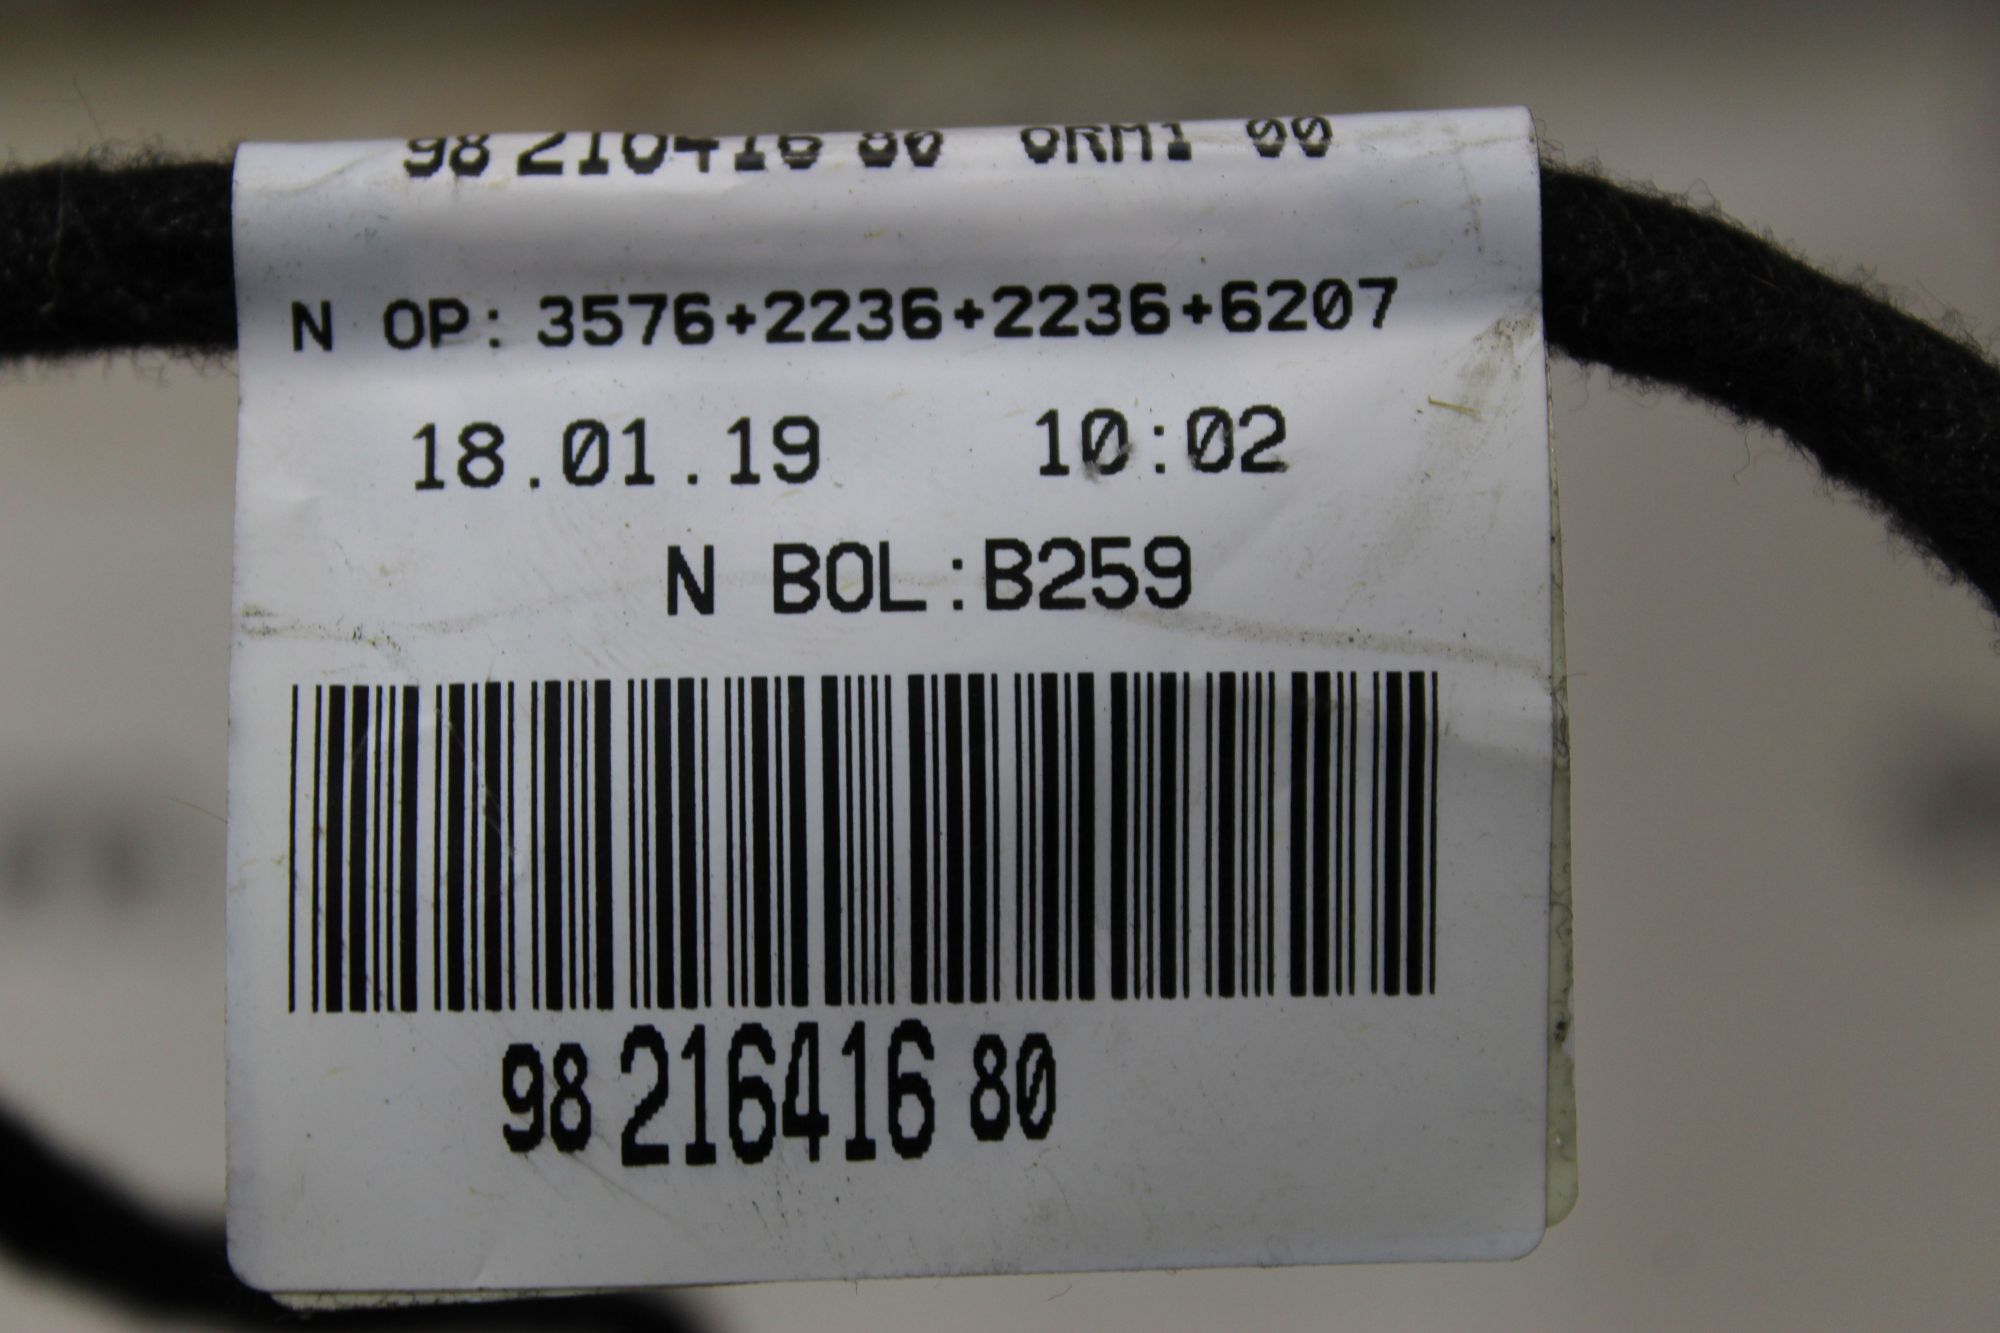 98 216416 80 ORM1 00
N OP: 3576+2236+2236+6207
18.01.19 10:02
N BOL:B259
98 216416 80